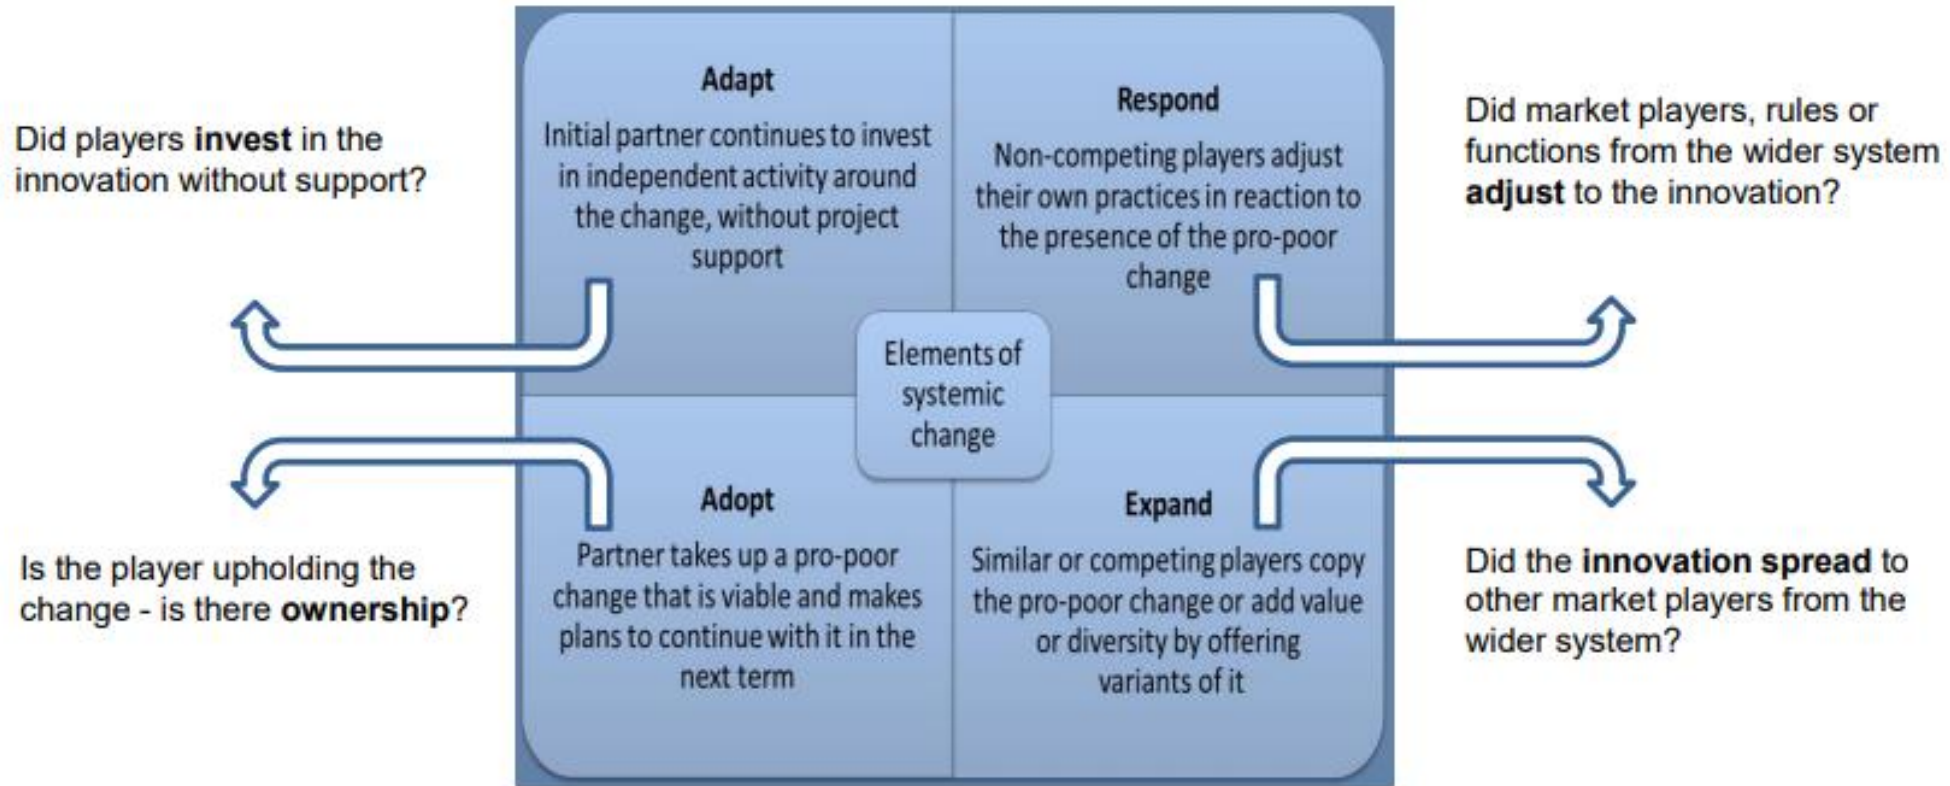 Did players invest in the
innovation without support?
Adapt
Initial partner continues to invest
in independent activity around
the change, without project
support
Respond
Non-competing players adjust
their own practices in reaction to
the presence of the pro-poor
change
Did market players, rules or
functions from the wider system
adjust to the innovation?
Elements of
systemic
change
Is the player upholding the
change - is there ownership?
Adopt
Partner takes up a pro-poor
change that is viable and makes
plans to continue with it in the
next term
Expand
Similar or competing players copy
the pro-poor change or add value
or diversity by offering
variants of it
Did the innovation spread to
other market players from the
wider system?